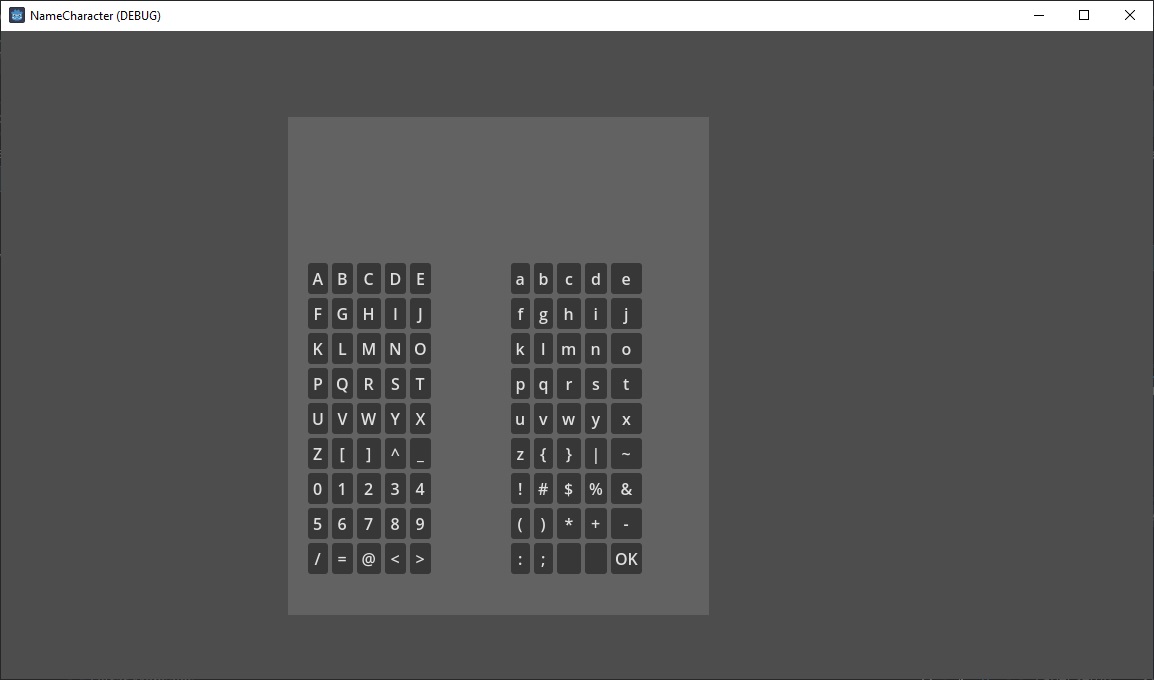 NameCharacter (DEBUG)
A B C D E a b c d e
F G H I J f g h i j
K L M N O k l m n o
P Q R S T p q r s t
U V W Y X u v w y x
Z [ ] ^ _ z { } | ~
0 1 2 3 4 ! # $ % &
5 6 7 8 9 ( ) * + -
/ = @ < > : ; OK